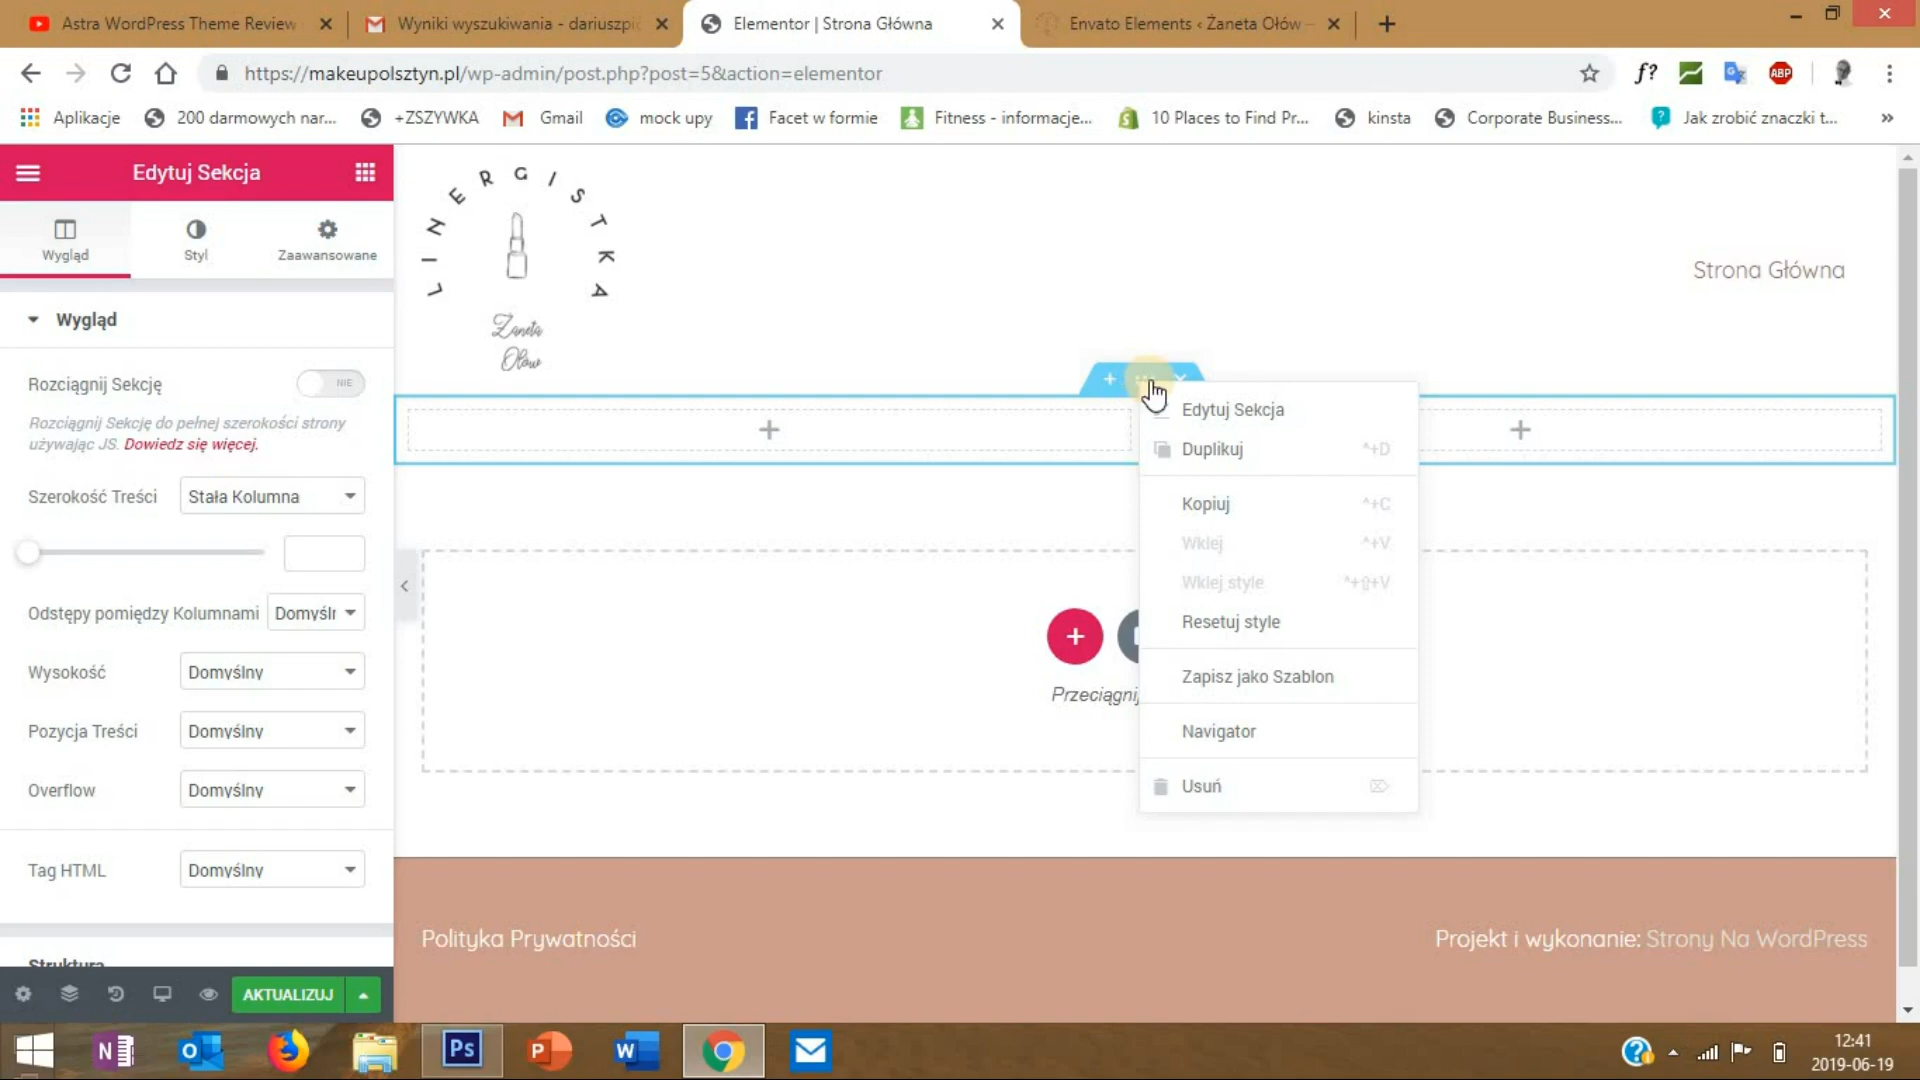 Astra WordPress Theme Review
Wyniki wyszukiwania - dariuszpi
Elementor | Strona Główna
Envato Elements ‹ Żaneta Ołów –
https://makeupolsztyn.pl/wp-admin/post.php?post=5&action=elementor
f?
ABP
Aplikacje
200 darmowych nar...
+ZSZYWKA
Gmail
mock upy
Facet w formie
Fitness - informacje...
10 Places to Find Pr...
kinsta
Corporate Business...
Jak zrobić znaczki t...
»
Edytuj Sekcja
Wygląd
Styl
Zaawansowane
Wygląd
Rozciągnij Sekcję
NIE
Rozciągnij Sekcję do pełnej szerokości strony
używając JS. Dowiedz się więcej.
Szerokość Treści
Stała Kolumna
Odstępy pomiędzy Kolumnami
Domyślr
Wysokość
Domyślny
Pozycja Treści
Domyślny
Overflow
Domyślny
Tag HTML
Domyślny
Struktura
AKTUALIZUJ
LINERGISTKA
Żaneta
Ołów
Strona Główna
Edytuj Sekcja
Duplikuj ^+D
Kopiuj ^+C
Wklej ^+V
Wklej style ^+⇧+V
Resetuj style
Zapisz jako Szablon
Navigator
Usuń ⌦
Przeciągnij
Polityka Prywatności
Projekt i wykonanie: Strony Na WordPress
N
O
Ps
P
W
12:41
2019-06-19